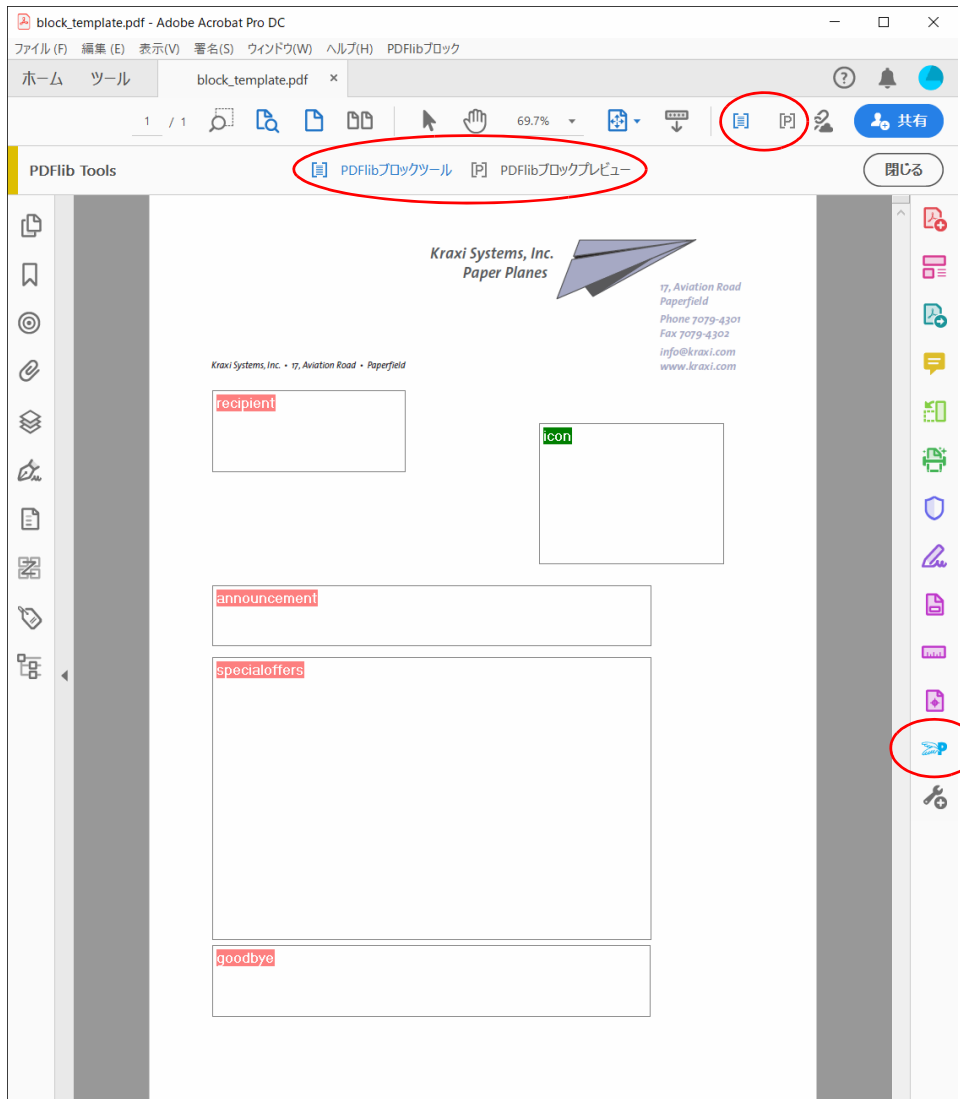 block_template.pdf - Adobe Acrobat Pro DC
ファイル (F) 編集 (E) 表示(V) 署名(S) ウィンドウ(W) ヘルプ(H) PDFlibブロック
ホーム ツール block_template.pdf ×
1 / 1 69.7% [P] 共有
PDFlib Tools PDFlibブロックツール [P] PDFlibブロックプレビュー 閉じる
Kraxi Systems, Inc.
Paper Planes
17, Aviation Road
Paperfield
Phone 7079-4301
Fax 7079-4302
info@kraxi.com
www.kraxi.com
Kraxi Systems, Inc. • 17, Aviation Road • Paperfield
recipient
icon
announcement
specialoffers
goodbye